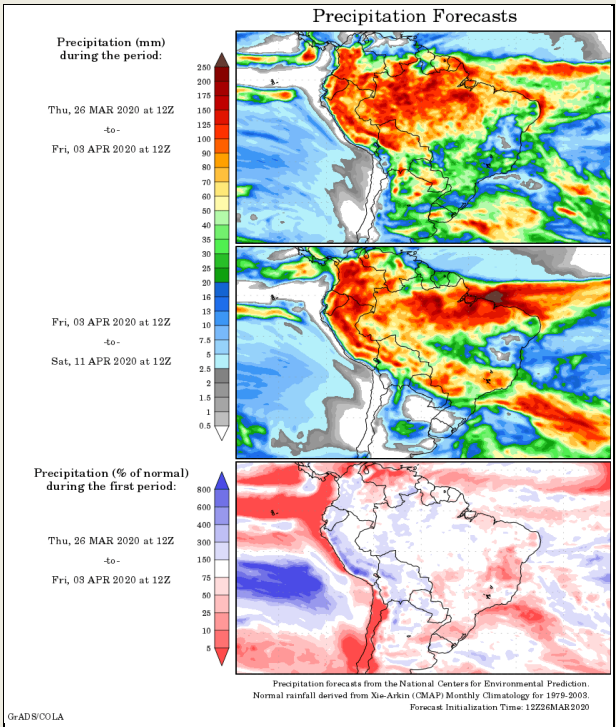 Precipitation Forecasts
Precipitation (mm)
during the period:
Thu, 26 MAR 2020 at 12Z
-to-
Fri, 03 APR 2020 at 12Z
250
200
175
150
125
100
90
80
70
60
50
40
35
30
25
20
16
13
10
7.5
5
2.5
2
1.5
1
0.5
Fri, 03 APR 2020 at 12Z
-to-
Sat, 11 APR 2020 at 12Z
Precipitation (% of normal)
during the first period:
Thu, 26 MAR 2020 at 12Z
-to-
Fri, 03 APR 2020 at 12Z
800
600
400
300
150
75
50
25
10
5
Precipitation forecasts from the National Centers for Environmental Prediction.
Normal rainfall derived from Xie-Arkin (CMAP) Monthly Climatology for 1979-2003.
Forecast Initialization Time: 12Z26MAR2020
GrADS/COLA